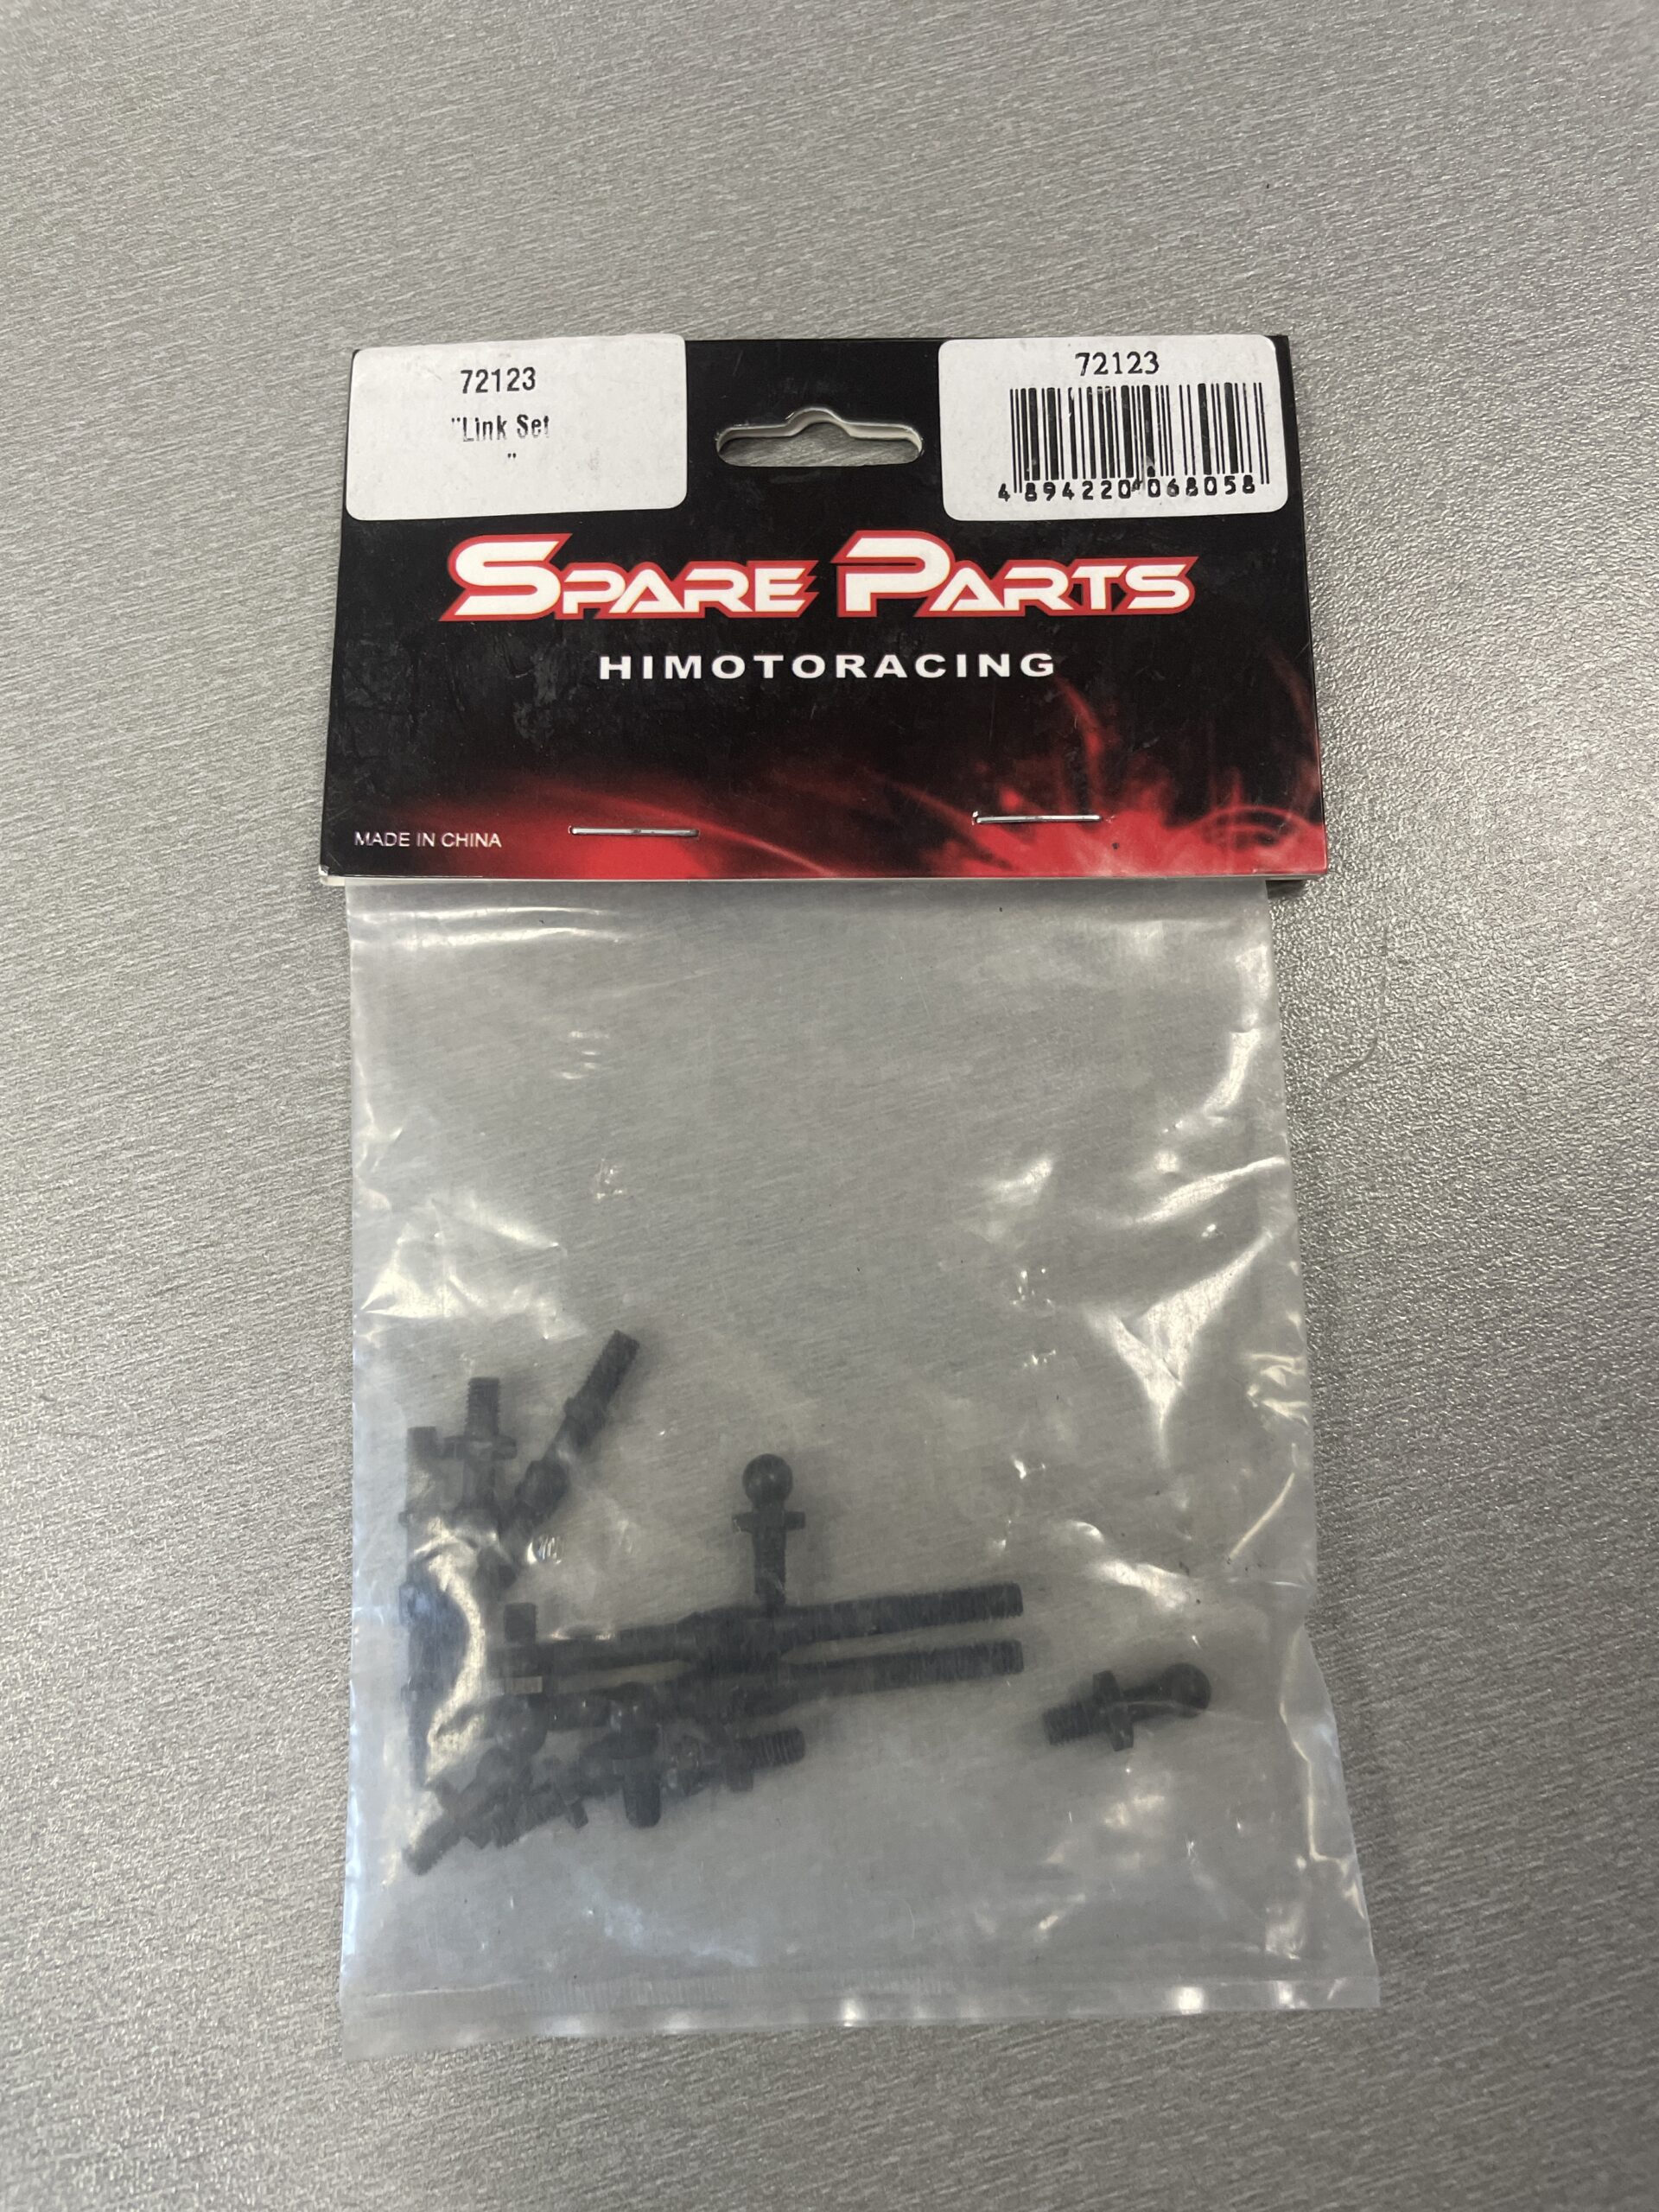 72123
"Link Set
"
72123
4 894220 068058
SPARE PARTS
HIMOTORACING
MADE IN CHINA